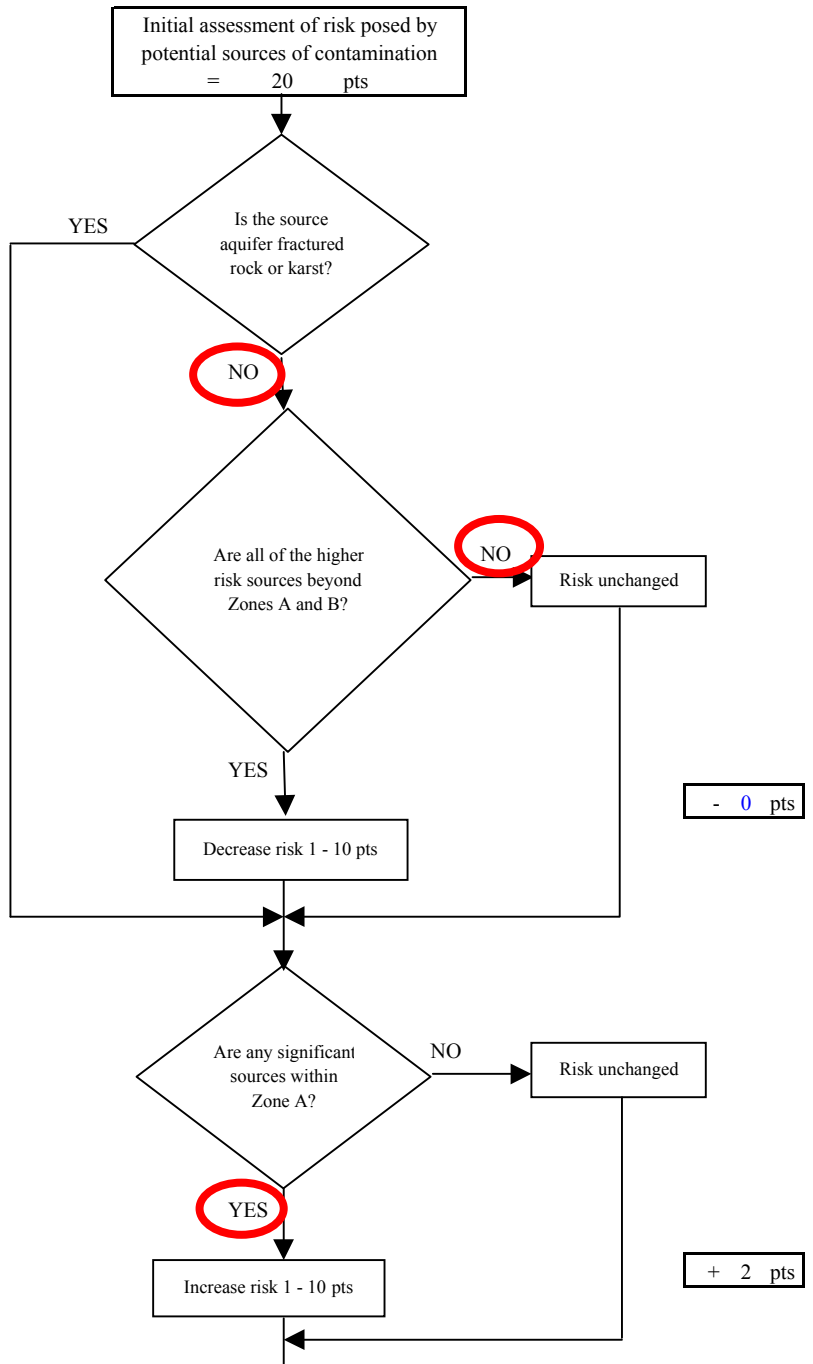 Initial assessment of risk posed by
potential sources of contamination
= 20 pts
YES
Is the source
aquifer fractured
rock or karst?
NO
Are all of the higher
risk sources beyond
Zones A and B?
NO
Risk unchanged
YES
- 0 pts
Decrease risk 1 - 10 pts
Are any significant
sources within
Zone A?
NO
Risk unchanged
YES
Increase risk 1 - 10 pts
+ 2 pts